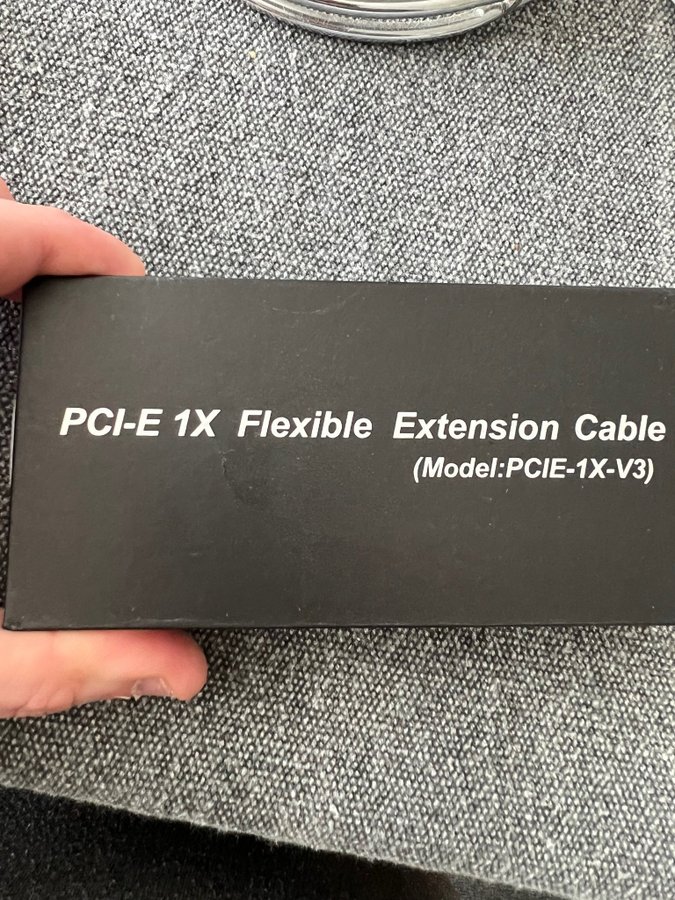 PCI-E 1X Flexible Extension Cable
(Model:PCIE-1X-V3)